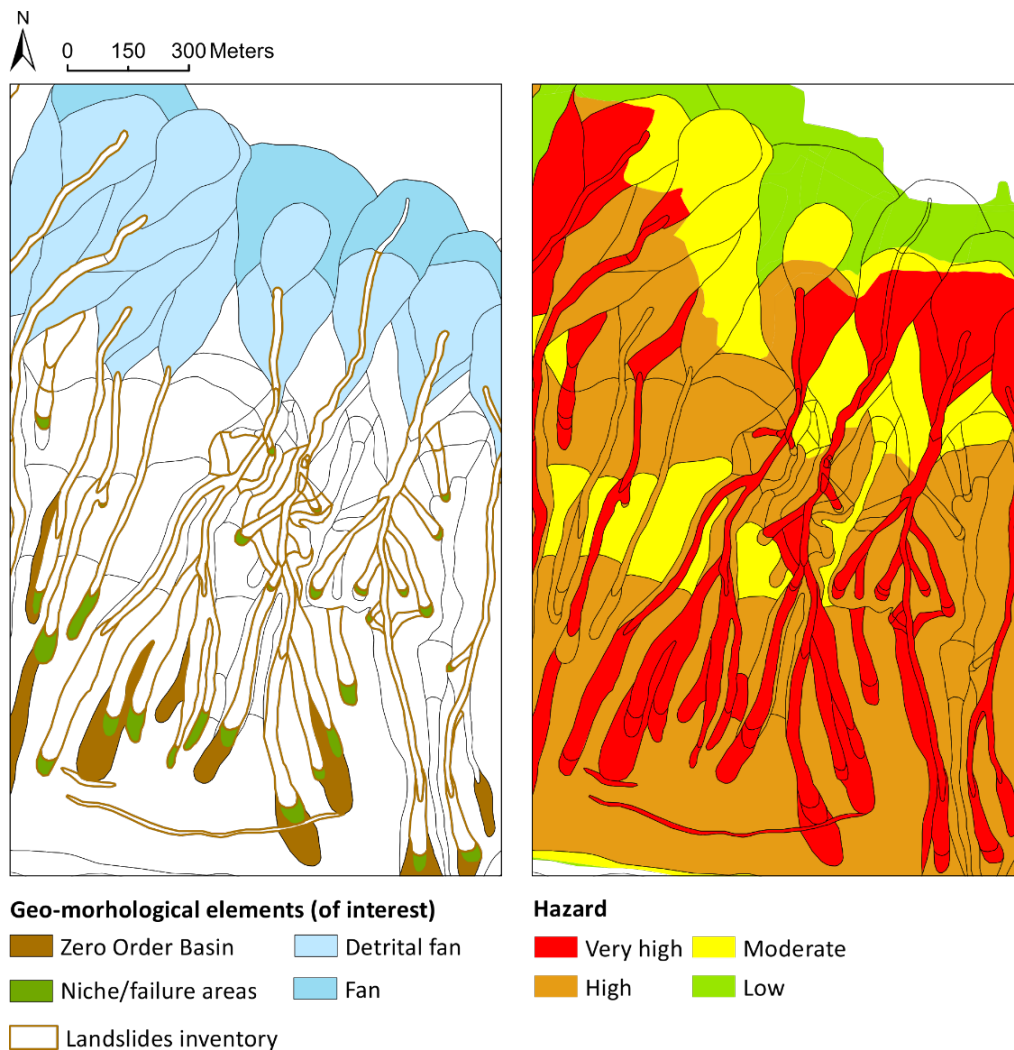 N
0 150 300 Meters
Geo-morhological elements (of interest)
Zero Order Basin
Detrital fan
Niche/failure areas
Fan
Landslides inventory
Hazard
Very high
Moderate
High
Low